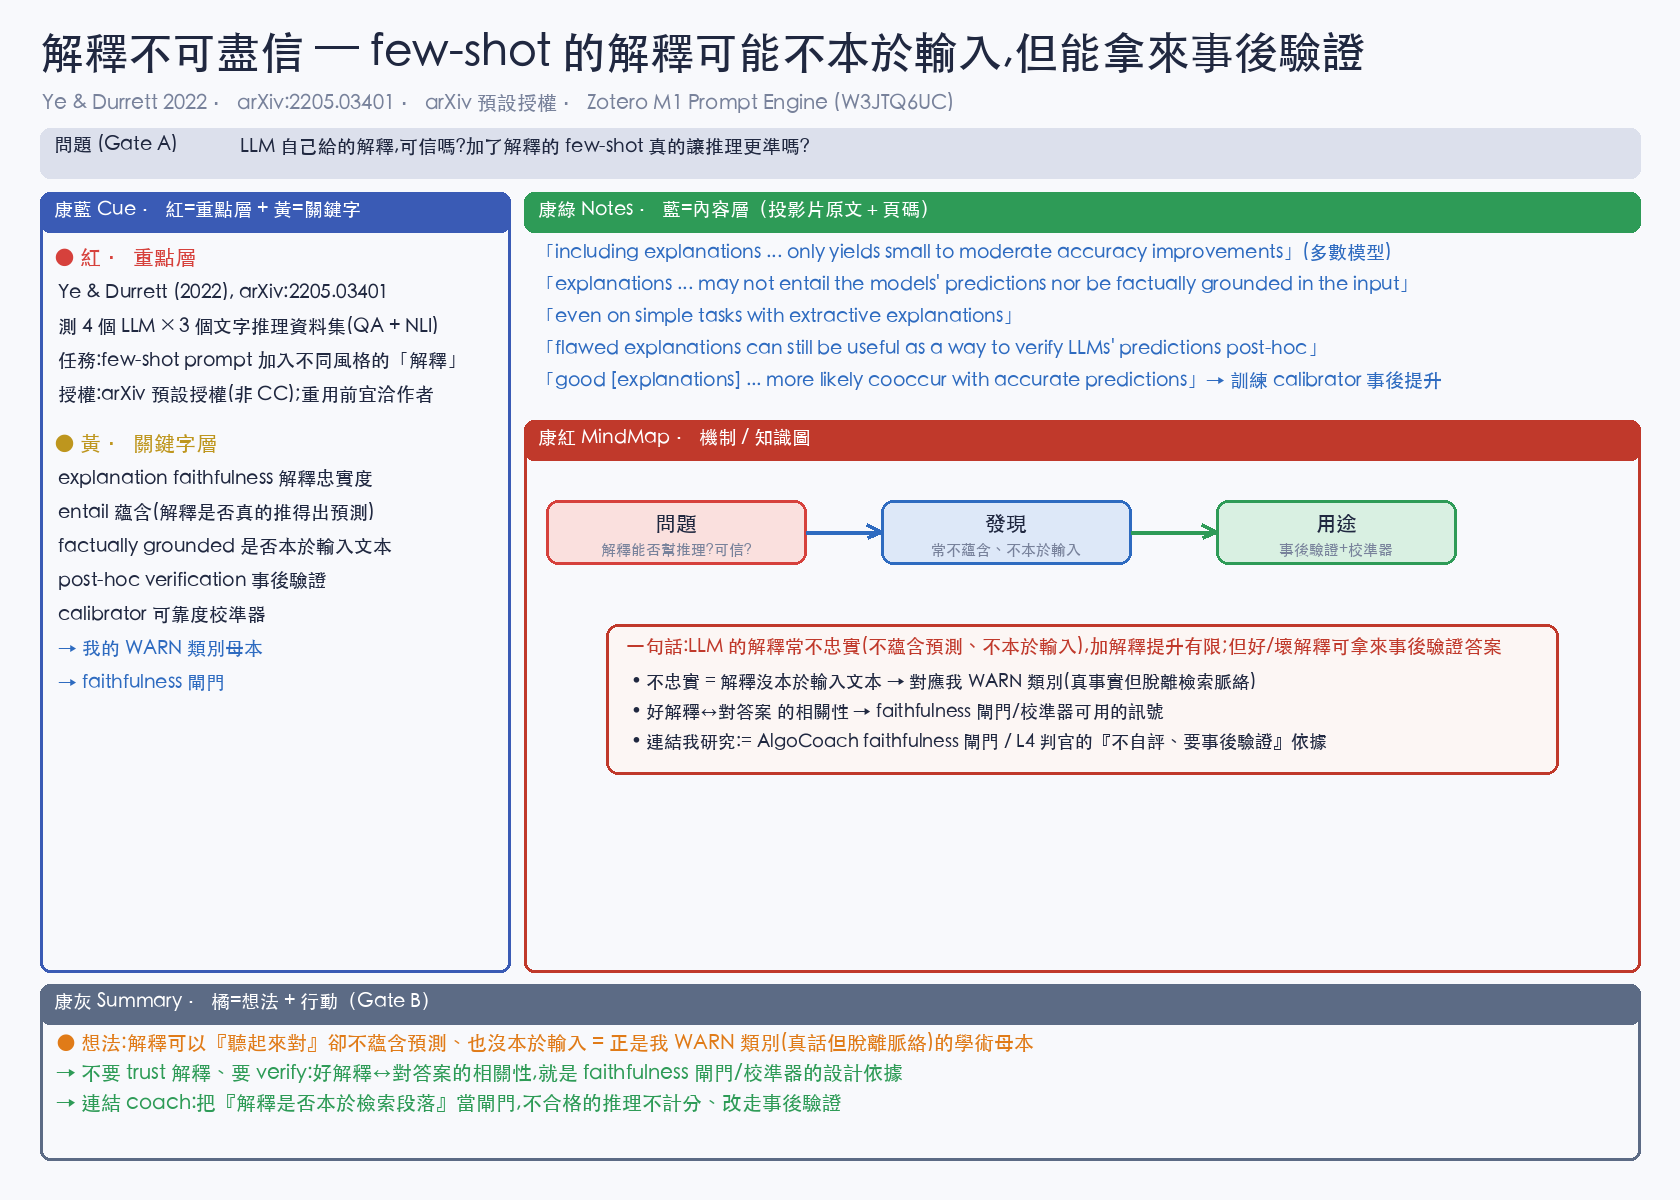 解釋不可盡信 — few-shot 的解釋可能不本於輸入,但能拿來事後驗證
Ye & Durrett 2022 · arXiv:2205.03401 · arXiv 預設授權 · Zotero M1 Prompt Engine (W3JTQ6UC)
問題 (Gate A) LLM 自己給的解釋,可信嗎?加了解釋的 few-shot 真的讓推理更準嗎?
康藍 Cue · 紅=重點層 + 黃=關鍵字
● 紅 · 重點層
Ye & Durrett (2022), arXiv:2205.03401
測 4 個 LLM × 3 個文字推理資料集(QA + NLI)
任務:few-shot prompt 加入不同風格的「解釋」
授權:arXiv 預設授權(非 CC);重用前宜洽作者
● 黃 · 關鍵字層
explanation faithfulness 解釋忠實度
entail 蘊含(解釋是否真的推得出預測)
factually grounded 是否本於輸入文本
post-hoc verification 事後驗證
calibrator 可靠度校準器
→ 我的 WARN 類別母本
→ faithfulness 閘門
康綠 Notes · 藍=內容層（投影片原文 + 頁碼）
「including explanations ... only yields small to moderate accuracy improvements」(多數模型)
「explanations ... may not entail the models' predictions nor be factually grounded in the input」
「even on simple tasks with extractive explanations」
「flawed explanations can still be useful as a way to verify LLMs' predictions post-hoc」
「good [explanations] ... more likely cooccur with accurate predictions」→ 訓練 calibrator 事後提升
康紅 MindMap · 機制 / 知識圖
問題
解釋能否幫推理?可信?
發現
常不蘊含、不本於輸入
用途
事後驗證+校準器
一句話:LLM 的解釋常不忠實(不蘊含預測、不本於輸入),加解釋提升有限;但好/壞解釋可拿來事後驗證答案
• 不忠實 = 解釋沒本於輸入文本 → 對應我 WARN 類別(真事實但脫離檢索脈絡)
• 好解釋↔對答案 的相關性 → faithfulness 閘門/校準器可用的訊號
• 連結我研究:= AlgoCoach faithfulness 閘門 / L4 判官的『不自評、要事後驗證』依據
康灰 Summary · 橘=想法 + 行動（Gate B）
● 想法:解釋可以『聽起來對』卻不蘊含預測、也沒本於輸入 = 正是我 WARN 類別(真話但脫離脈絡)的學術母本
→ 不要 trust 解釋、要 verify:好解釋↔對答案的相關性,就是 faithfulness 閘門/校準器的設計依據
→ 連結 coach:把『解釋是否本於檢索段落』當閘門,不合格的推理不計分、改走事後驗證